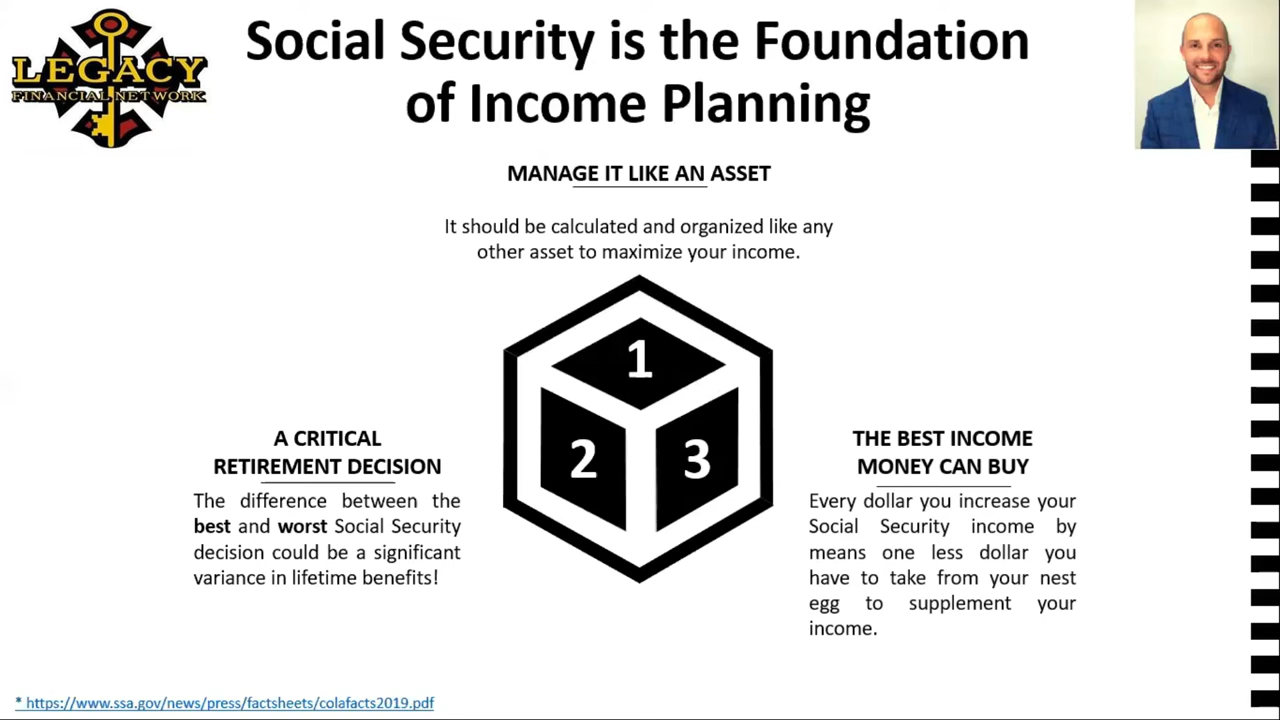 LEGACY
FINANCIAL NETWORK
Social Security is the Foundation
of Income Planning
MANAGE IT LIKE AN ASSET
It should be calculated and organized like any
other asset to maximize your income.
1
2
3
A CRITICAL
RETIREMENT DECISION
The difference between the
best and worst Social Security
decision could be a significant
variance in lifetime benefits!
THE BEST INCOME
MONEY CAN BUY
Every dollar you increase your
Social Security income by
means one less dollar you
have to take from your nest
egg to supplement your
income.
* https://www.ssa.gov/news/press/factsheets/colafacts2019.pdf